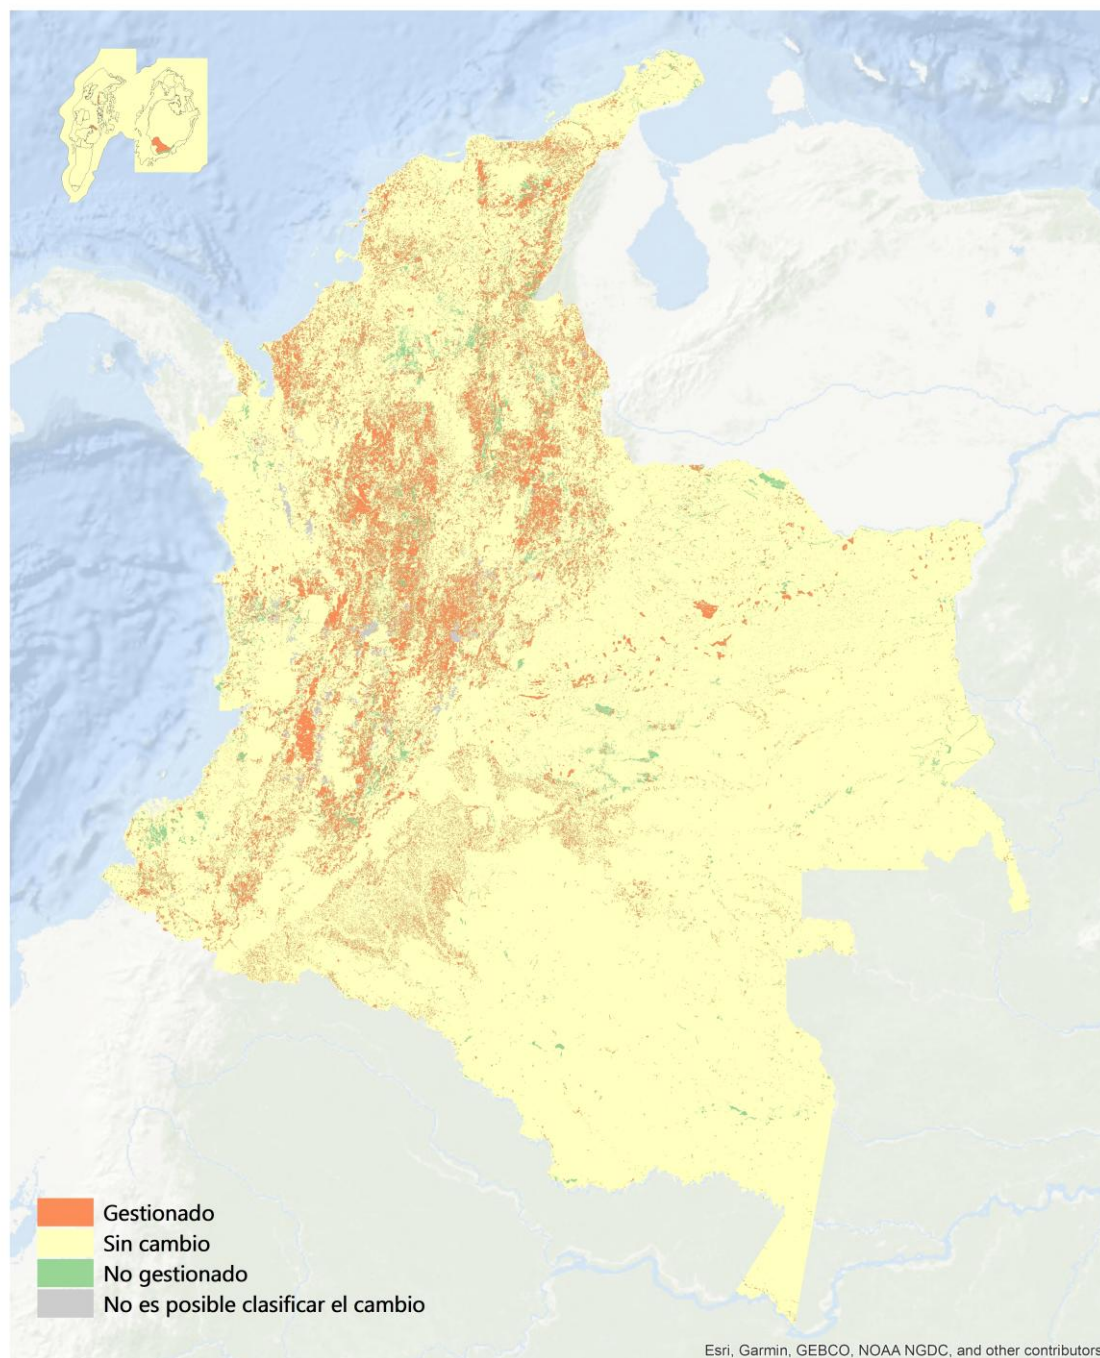 Gestionado
Sin cambio
No gestionado
No es posible clasificar el cambio
Esri, Garmin, GEBCO, NOAA NGDC, and other contributors